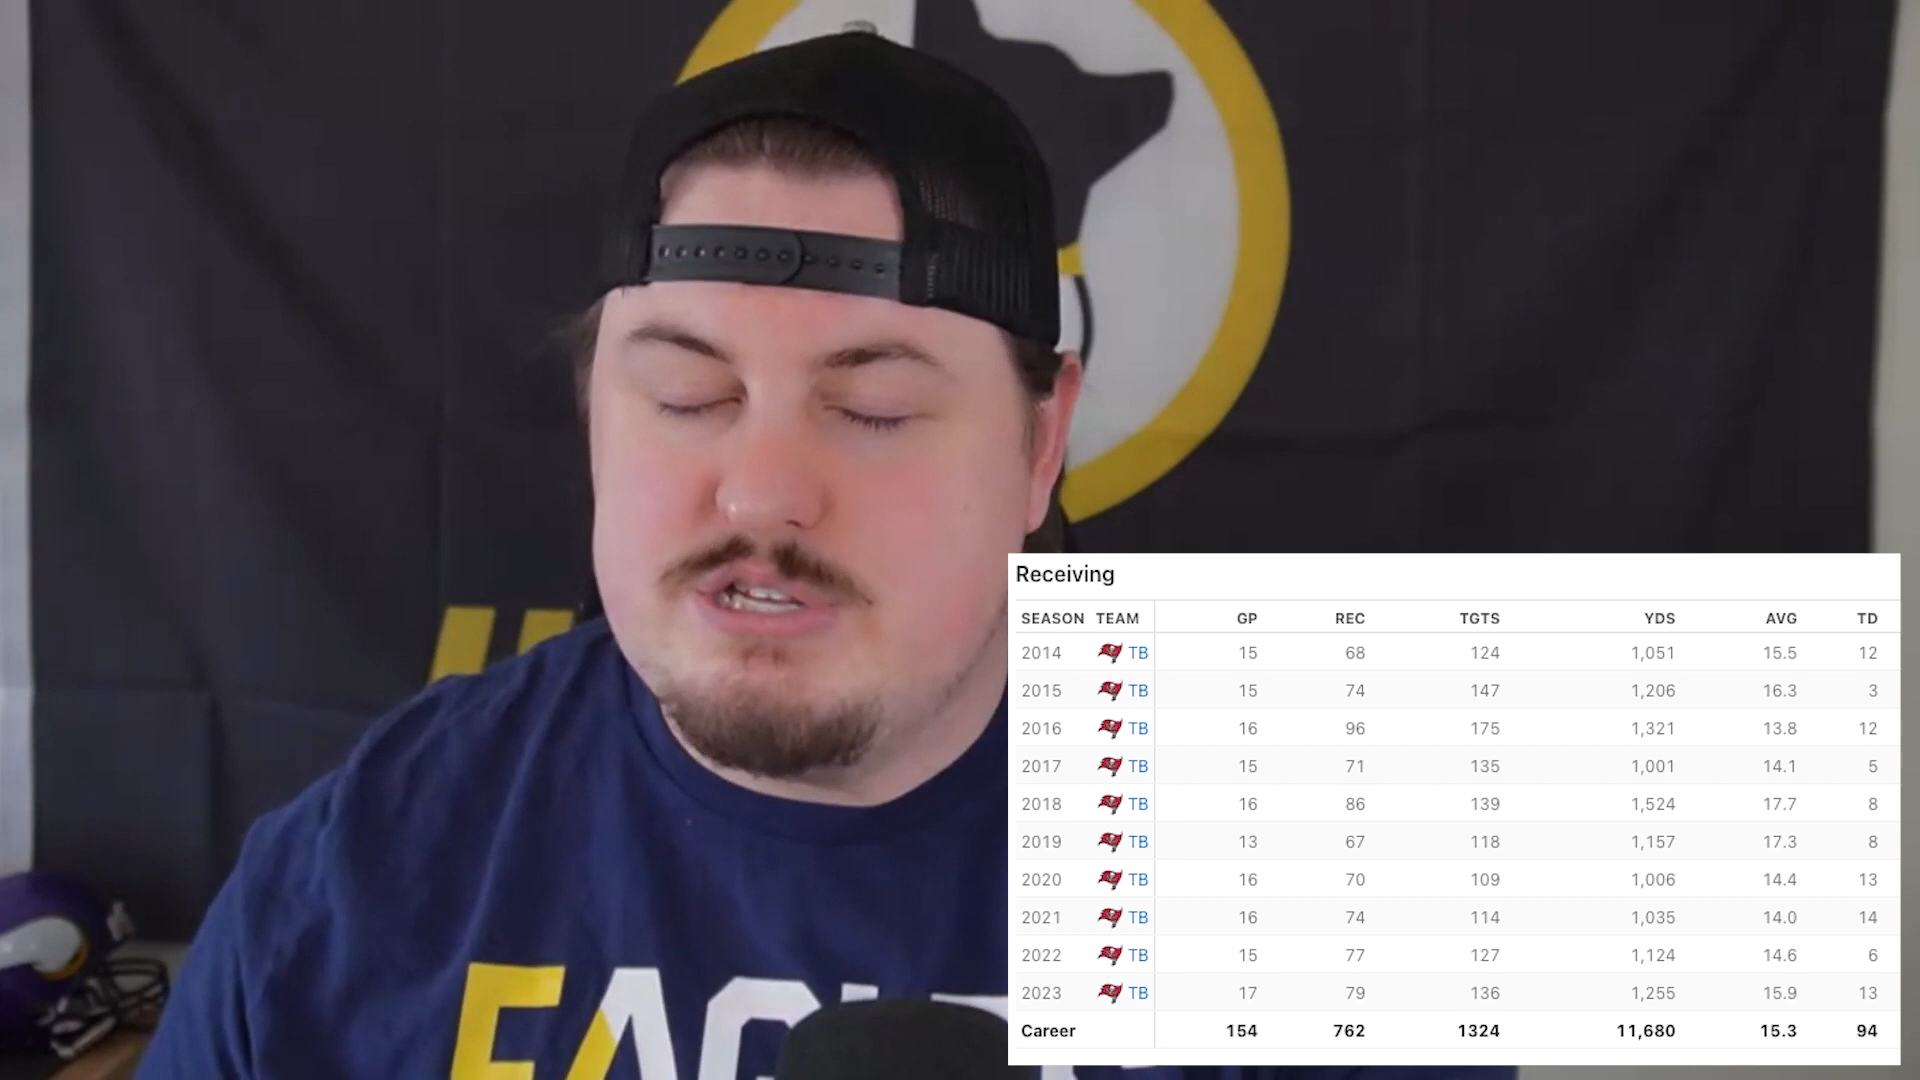 EAGLE
Receiving
SEASON TEAM GP REC TGTS YDS AVG TD
2014 TB 15 68 124 1,051 15.5 12
2015 TB 15 74 147 1,206 16.3 3
2016 TB 16 96 175 1,321 13.8 12
2017 TB 15 71 135 1,001 14.1 5
2018 TB 16 86 139 1,524 17.7 8
2019 TB 13 67 118 1,157 17.3 8
2020 TB 16 70 109 1,006 14.4 13
2021 TB 16 74 114 1,035 14.0 14
2022 TB 15 77 127 1,124 14.6 6
2023 TB 17 79 136 1,255 15.9 13
Career 154 762 1324 11,680 15.3 94